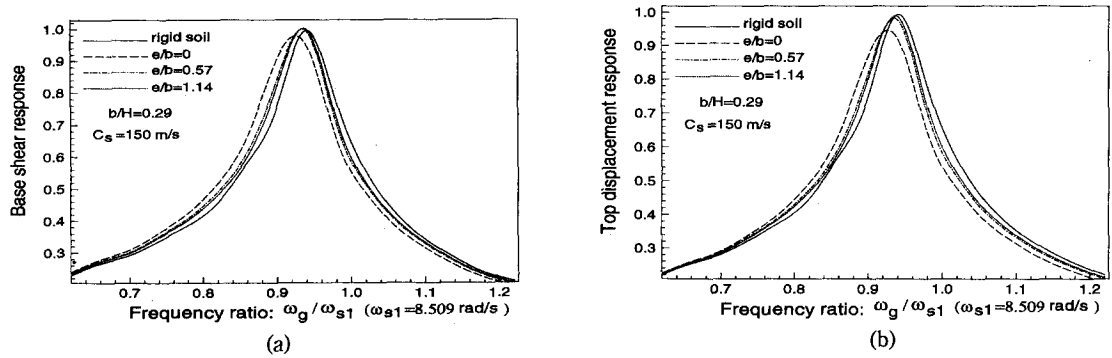 Base shear response
1.0
0.9
0.8
0.7
0.6
0.5
0.4
0.3
rigid soil
e/b=0
e/b=0.57
e/b=1.14
b/H=0.29
Cs=150 m/s
0.7 0.8 0.9 1.0 1.1 1.2
Frequency ratio: ωg/ωs1 (ωs1=8.509 rad/s)
(a)
Top displacement response
1.0
0.9
0.8
0.7
0.6
0.5
0.4
0.3
rigid soil
e/b=0
e/b=0.57
e/b=1.14
b/H=0.29
Cs=150 m/s
0.7 0.8 0.9 1.0 1.1 1.2
Frequency ratio: ωg/ωs1 (ωs1=8.509 rad/s)
(b)